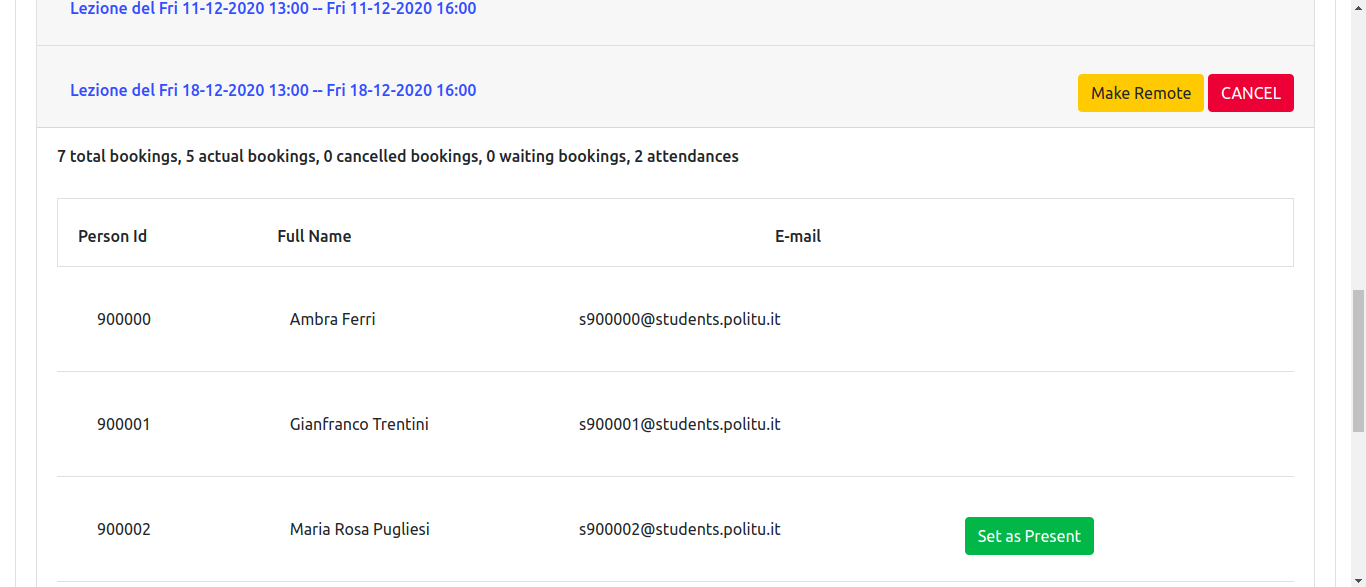 Lezione del Fri 11-12-2020 13:00 -- Fri 11-12-2020 16:00
Lezione del Fri 18-12-2020 13:00 -- Fri 18-12-2020 16:00 Make Remote CANCEL
7 total bookings, 5 actual bookings, 0 cancelled bookings, 0 waiting bookings, 2 attendances
Person Id Full Name E-mail
900000 Ambra Ferri s900000@students.politu.it
900001 Gianfranco Trentini s900001@students.politu.it
900002 Maria Rosa Pugliesi s900002@students.politu.it Set as Present